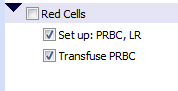 Red Cells
Set up: PRBC, LR
Transfuse PRBC